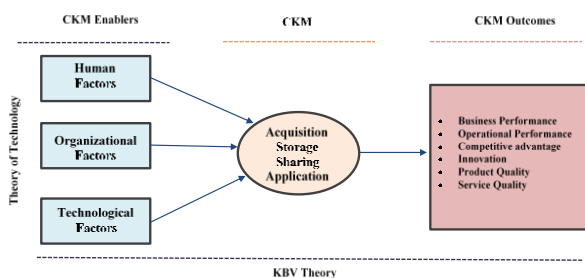 CKM Enablers
CKM
CKM Outcomes
Theory of Technology
Human
Factors
Organizational
Factors
Technological
Factors
Acquisition
Storage
Sharing
Application
• Business Performance
• Operational Performance
• Competitive advantage
• Innovation
• Product Quality
• Service Quality
KBV Theory